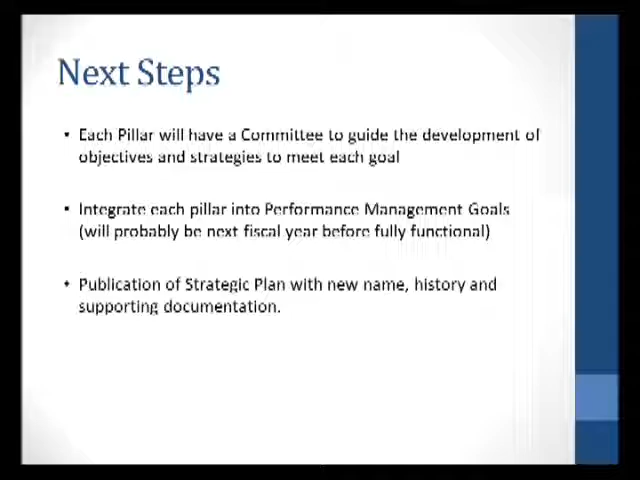 Next Steps
• Each Pillar will have a Committee to guide the development of
objectives and strategies to meet each goal
• Integrate each pillar into Performance Management Goals
(will probably be next fiscal year before fully functional)
• Publication of Strategic Plan with new name, history and
supporting documentation.